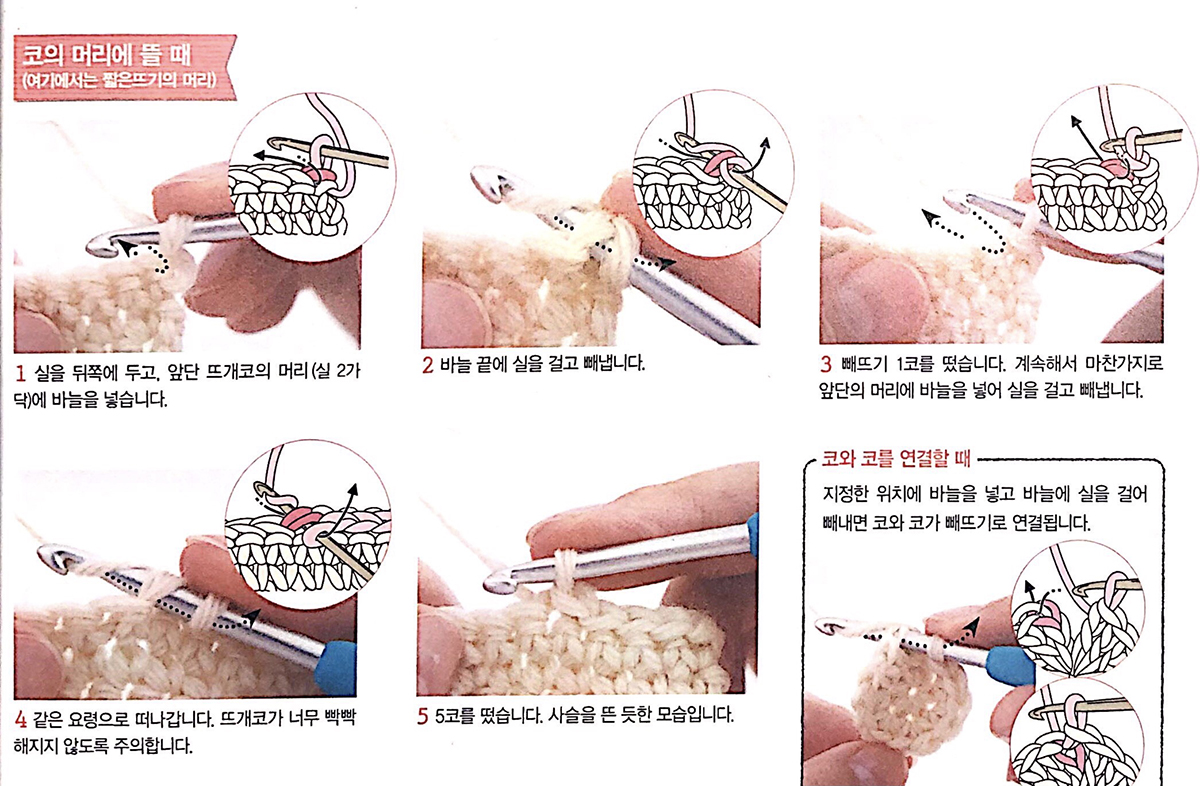 코의 머리에 뜰 때
(여기에서는 짧은뜨기의 머리)
1 실을 뒤쪽에 두고, 앞단 뜨개코의 머리(실 2가
닥)에 바늘을 넣습니다.
2 바늘 끝에 실을 걸고 빼냅니다.
3 빼뜨기 1코를 떴습니다. 계속해서 마찬가지로
앞단의 머리에 바늘을 넣어 실을 걸고 빼냅니다.
4 같은 요령으로 떠나갑니다. 뜨개코가 너무 빡빡
해지지 않도록 주의합니다.
5 5코를 떴습니다. 사슬을 뜬 듯한 모습입니다.
코와 코를 연결할 때
지정한 위치에 바늘을 넣고 바늘에 실을 걸어
빼내면 코와 코가 빼뜨기로 연결됩니다.